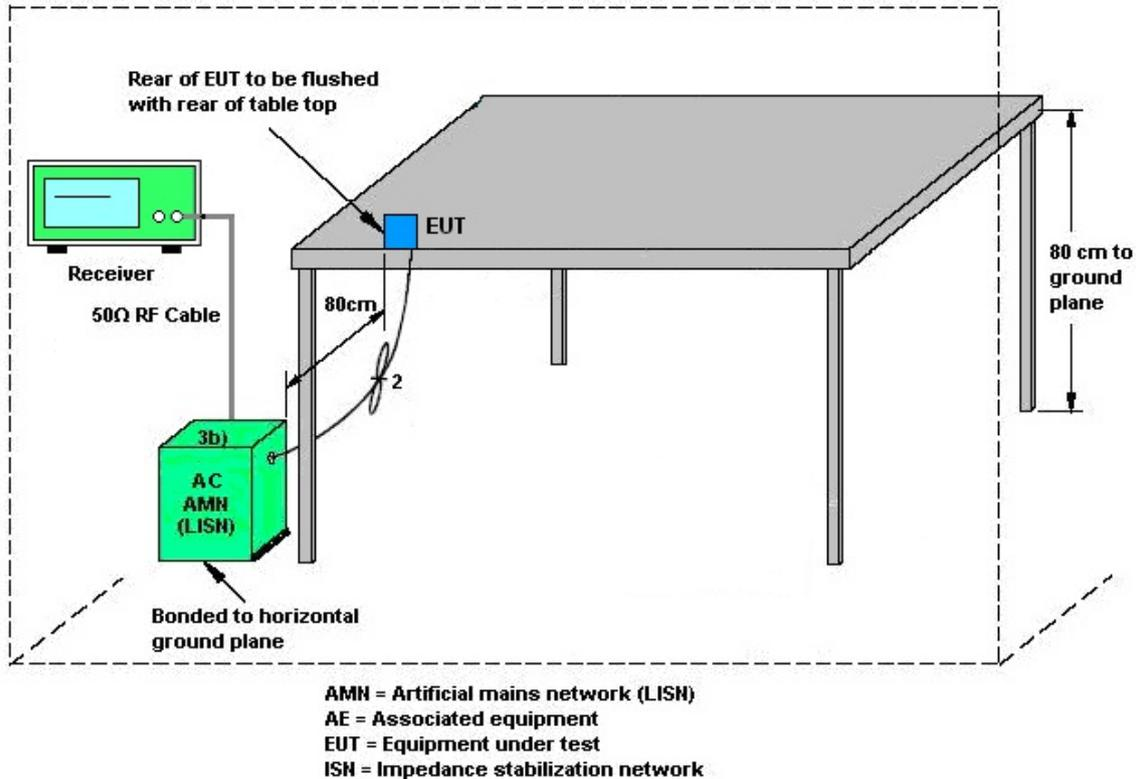 Rear of EUT to be flushed
with rear of table top
EUT
Receiver
50Ω RF Cable
80cm
80 cm to
ground
plane
2
3b)
AC
AMN
(LISN)
Bonded to horizontal
ground plane
AMN = Artificial mains network (LISN)
AE = Associated equipment
EUT = Equipment under test
ISN = Impedance stabilization network